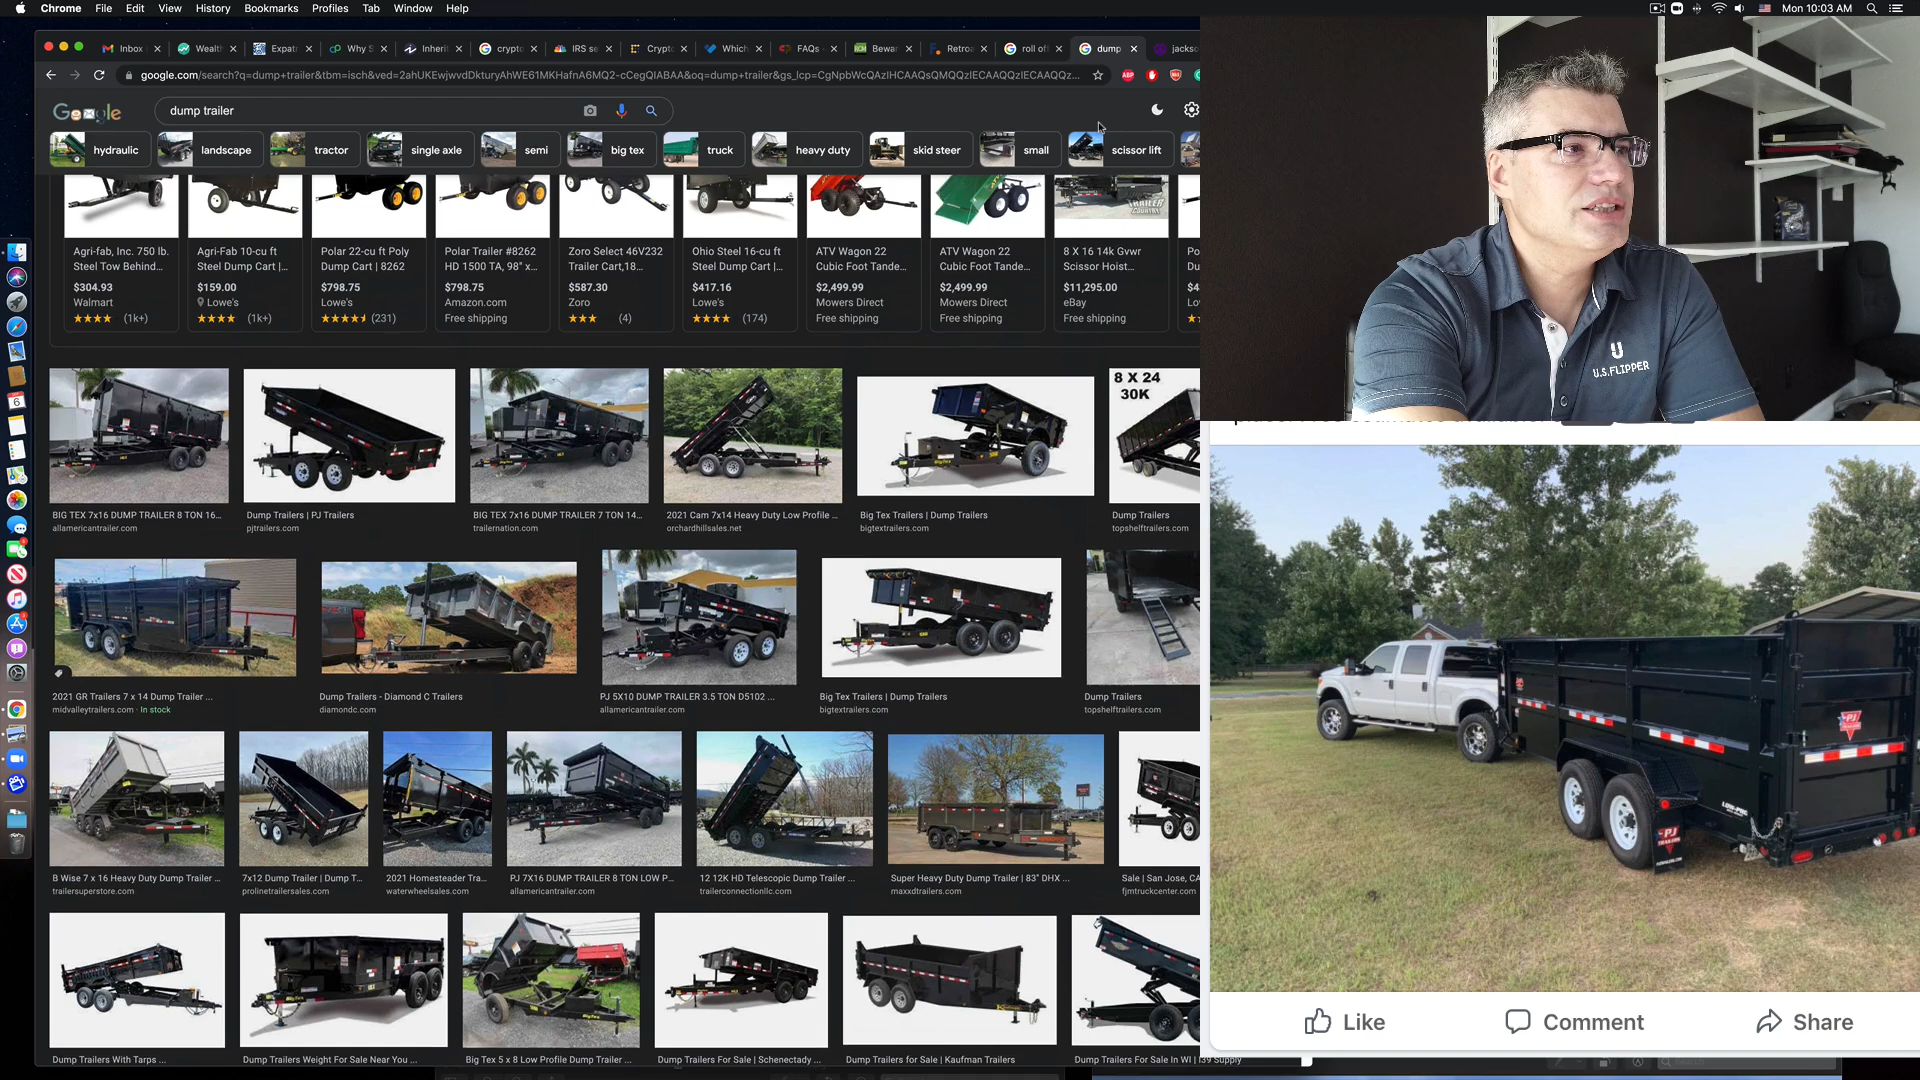 Chrome File Edit View History Bookmarks Profiles Tab Window Help Mon 10:03 AM
Inbox Wealth Expatr Why S Inherit crypto IRS se Crypto Which FAQs - Bewar Retroa roll off dump jackso
google.com/search?q=dump+trailer&tbm=isch&ved=2ahUKEwjwvdDkturyAhWE61MKHafnA6MQ2-cCegQIABAA&oq=dump+trailer&gs_lcp=CgNpbWcQAzIHCAAQsQMQQzIECAAQQzIECAAQQz...
Google dump trailer
hydraulic landscape tractor single axle semi big tex truck heavy duty skid steer small scissor lift
Agri-fab, Inc. 750 lb. Agri-Fab 10-cu ft Polar 22-cu ft Poly Polar Trailer #8262 Zoro Select 46V232 Ohio Steel 16-cu ft ATV Wagon 22 ATV Wagon 22 8 X 16 14k Gvwr
Steel Tow Behind... Steel Dump Cart |... Dump Cart | 8262 HD 1500 TA, 98" x... Trailer Cart,18... Steel Dump Cart |... Cubic Foot Tande... Cubic Foot Tande... Scissor Hoist...
$304.93 $159.00 $798.75 $798.75 $587.30 $417.16 $2,499.99 $2,499.99 $11,295.00
Walmart Lowe's Lowe's Amazon.com Zoro Lowe's Mowers Direct Mowers Direct eBay
(1k+) (1k+) (231) Free shipping (4) (174) Free shipping Free shipping Free shipping
U
U.S.FLIPPER
8 X 24
30K
BIG TEX 7x16 DUMP TRAILER 8 TON 16... Dump Trailers | PJ Trailers BIG TEX 7X16 DUMP TRAILER 7 TON 14... 2021 Cam 7x14 Heavy Duty Low Profile ... Big Tex Trailers | Dump Trailers Dump Trailers
allamericantrailer.com pjtrailers.com trailernation.com orchardhillsales.net bigtextrailers.com topshelftrailers.com
2021 GR Trailers 7 x 14 Dump Trailer ... Dump Trailers - Diamond C Trailers PJ 5X10 DUMP TRAILER 3.5 TON D5102 ... Big Tex Trailers | Dump Trailers Dump Trailers
midvalleytrailers.com · In stock diamondc.com allamericantrailer.com bigtextrailers.com topshelftrailers.com
B Wise 7 x 16 Heavy Duty Dump Trailer ... 7x12 Dump Trailer | Dump T... 2021 Homesteader Tra... PJ 7X16 DUMP TRAILER 8 TON LOW P... 12 12K HD Telescopic Dump Trailer ... Super Heavy Duty Dump Trailer | 83" DHX ... Sale | San Jose, CA
trailersuperstore.com prolinetrailersales.com waterwheelsales.com allamericantrailer.com trailerconnectionllc.com maxxdtrailers.com fjmtruckcenter.com
Dump Trailers With Tarps ... Dump Trailers Weight For Sale Near You ... Big Tex 5 x 8 Low Profile Dump Trailer ... Dump Trailers For Sale | Schenectady ... Dump Trailers for Sale | Kaufman Trailers Dump Trailers For Sale in WI | I39 Supply
PJ
LOW-PRO
PJ
Like Comment Share